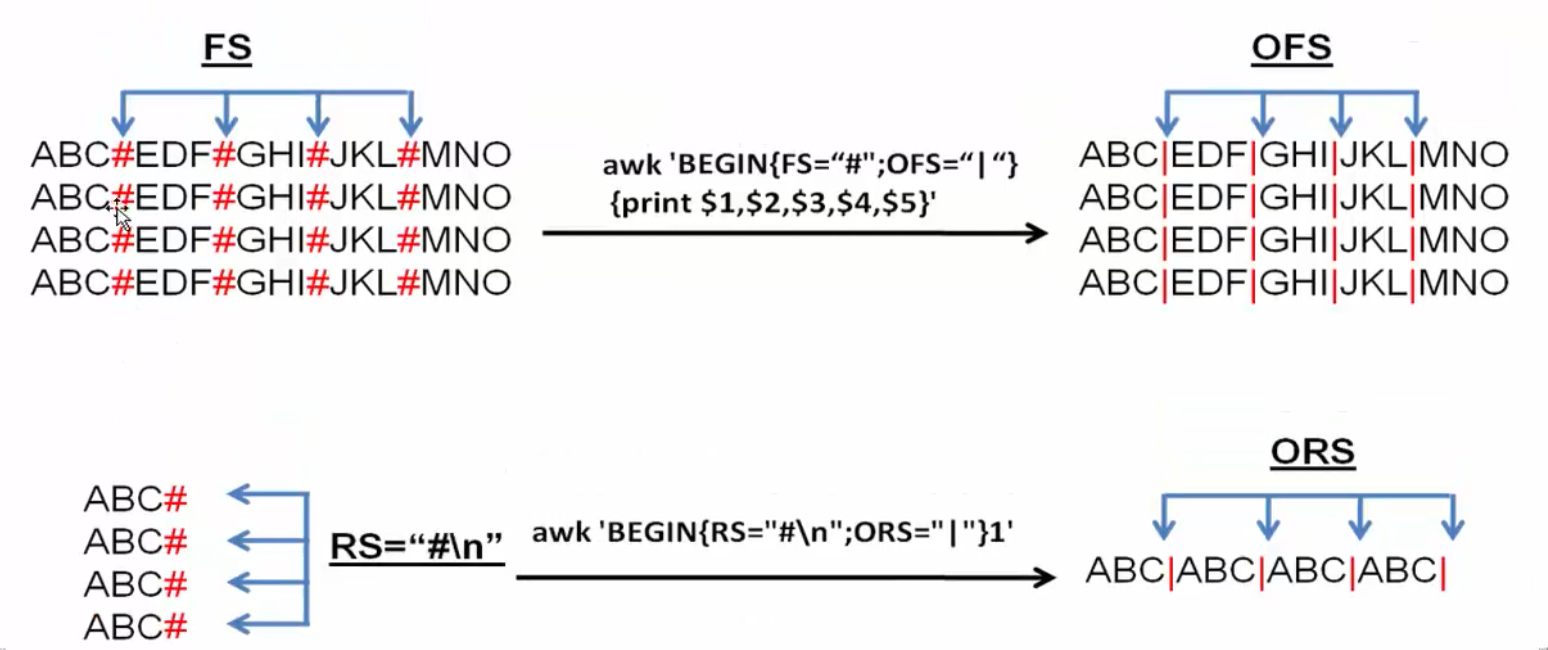 FS
ABC#EDF#GHI#JKL#MNO
ABC#EDF#GHI#JKL#MNO
ABC#EDF#GHI#JKL#MNO
ABC#EDF#GHI#JKL#MNO
awk 'BEGIN{FS=“#";OFS=“|“}
{print $1,$2,$3,$4,$5}'
OFS
ABC|EDF|GHI|JKL|MNO
ABC|EDF|GHI|JKL|MNO
ABC|EDF|GHI|JKL|MNO
ABC|EDF|GHI|JKL|MNO
ABC#
ABC#
ABC#
ABC#
RS=“#\n”
awk 'BEGIN{RS="#\n";ORS="|"}1'
ORS
ABC|ABC|ABC|ABC|